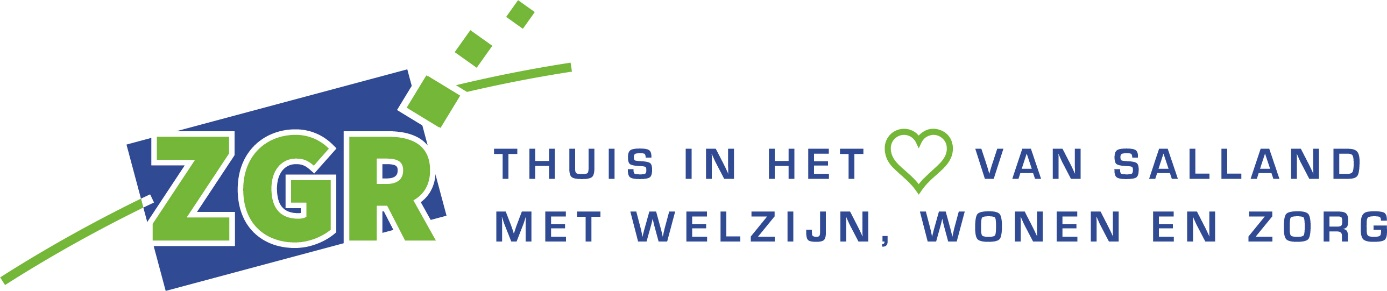 ZGR
THUIS IN HET VAN SALLAND
MET WELZIJN, WONEN EN ZORG